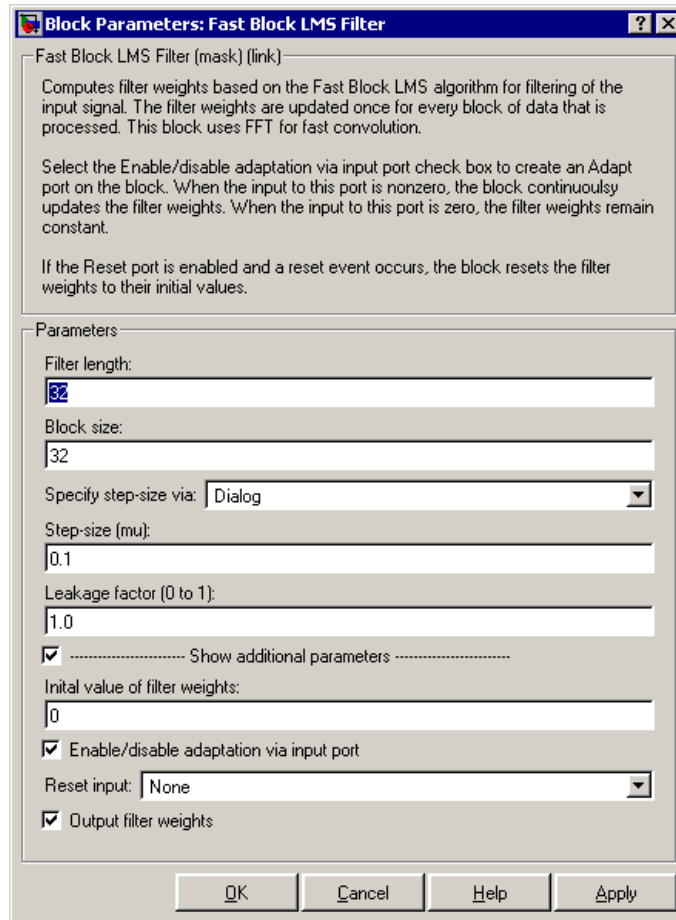 Block Parameters: Fast Block LMS Filter
Fast Block LMS Filter (mask) (link)
Computes filter weights based on the Fast Block LMS algorithm for filtering of the
input signal. The filter weights are updated once for every block of data that is
processed. This block uses FFT for fast convolution.
Select the Enable/disable adaptation via input port check box to create an Adapt
port on the block. When the input to this port is nonzero, the block continuoulsy
updates the filter weights. When the input to this port is zero, the filter weights remain
constant.
If the Reset port is enabled and a reset event occurs, the block resets the filter
weights to their initial values.
Parameters
Filter length:
32
Block size:
32
Specify step-size via: Dialog
Step-size (mu):
0.1
Leakage factor (0 to 1):
1.0
------------------------ Show additional parameters ------------------------
Inital value of filter weights:
0
Enable/disable adaptation via input port
Reset input: None
Output filter weights
OK Cancel Help Apply